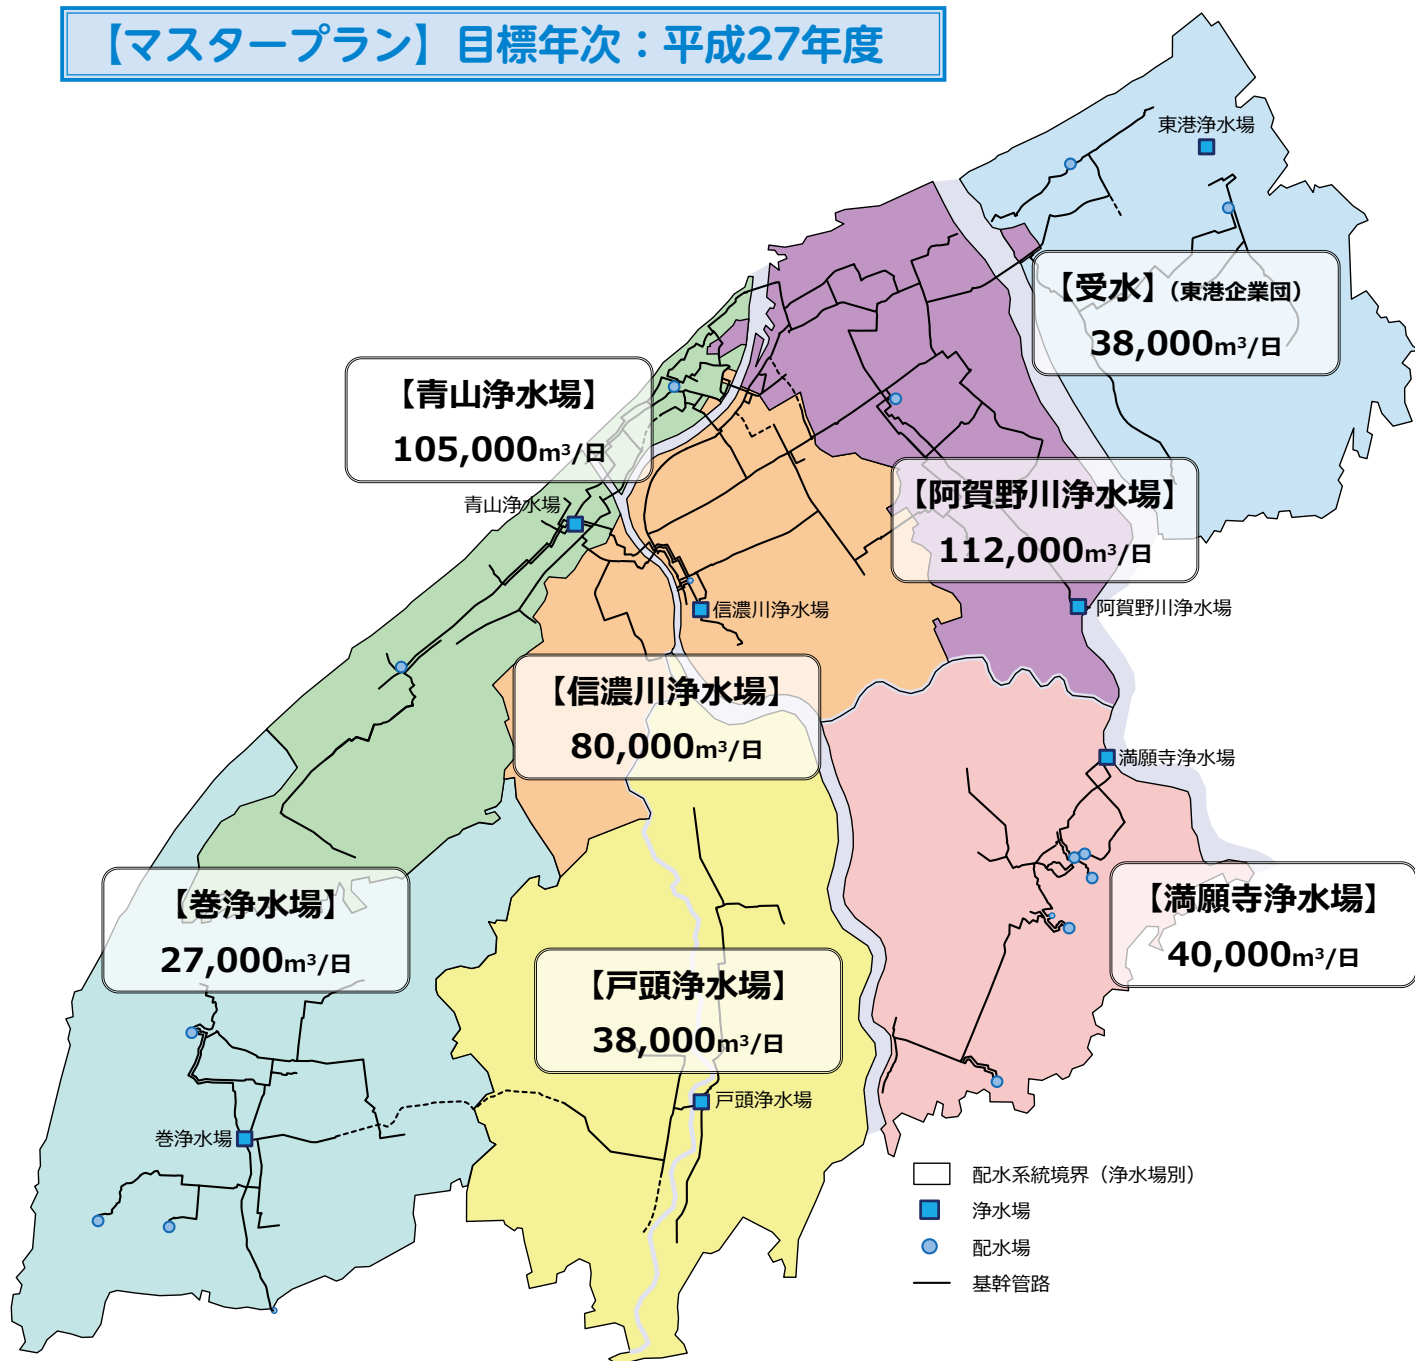 【マスタープラン】目標年次：平成27年度
東港浄水場
【受水】（東港企業団）
38,000m³/日
【青山浄水場】
105,000m³/日
青山浄水場
【阿賀野川浄水場】
112,000m³/日
阿賀野川浄水場
信濃川浄水場
【信濃川浄水場】
80,000m³/日
満願寺浄水場
【満願寺浄水場】
40,000m³/日
【巻浄水場】
27,000m³/日
【戸頭浄水場】
38,000m³/日
戸頭浄水場
巻浄水場
配水系統境界（浄水場別）
浄水場
配水場
基幹管路